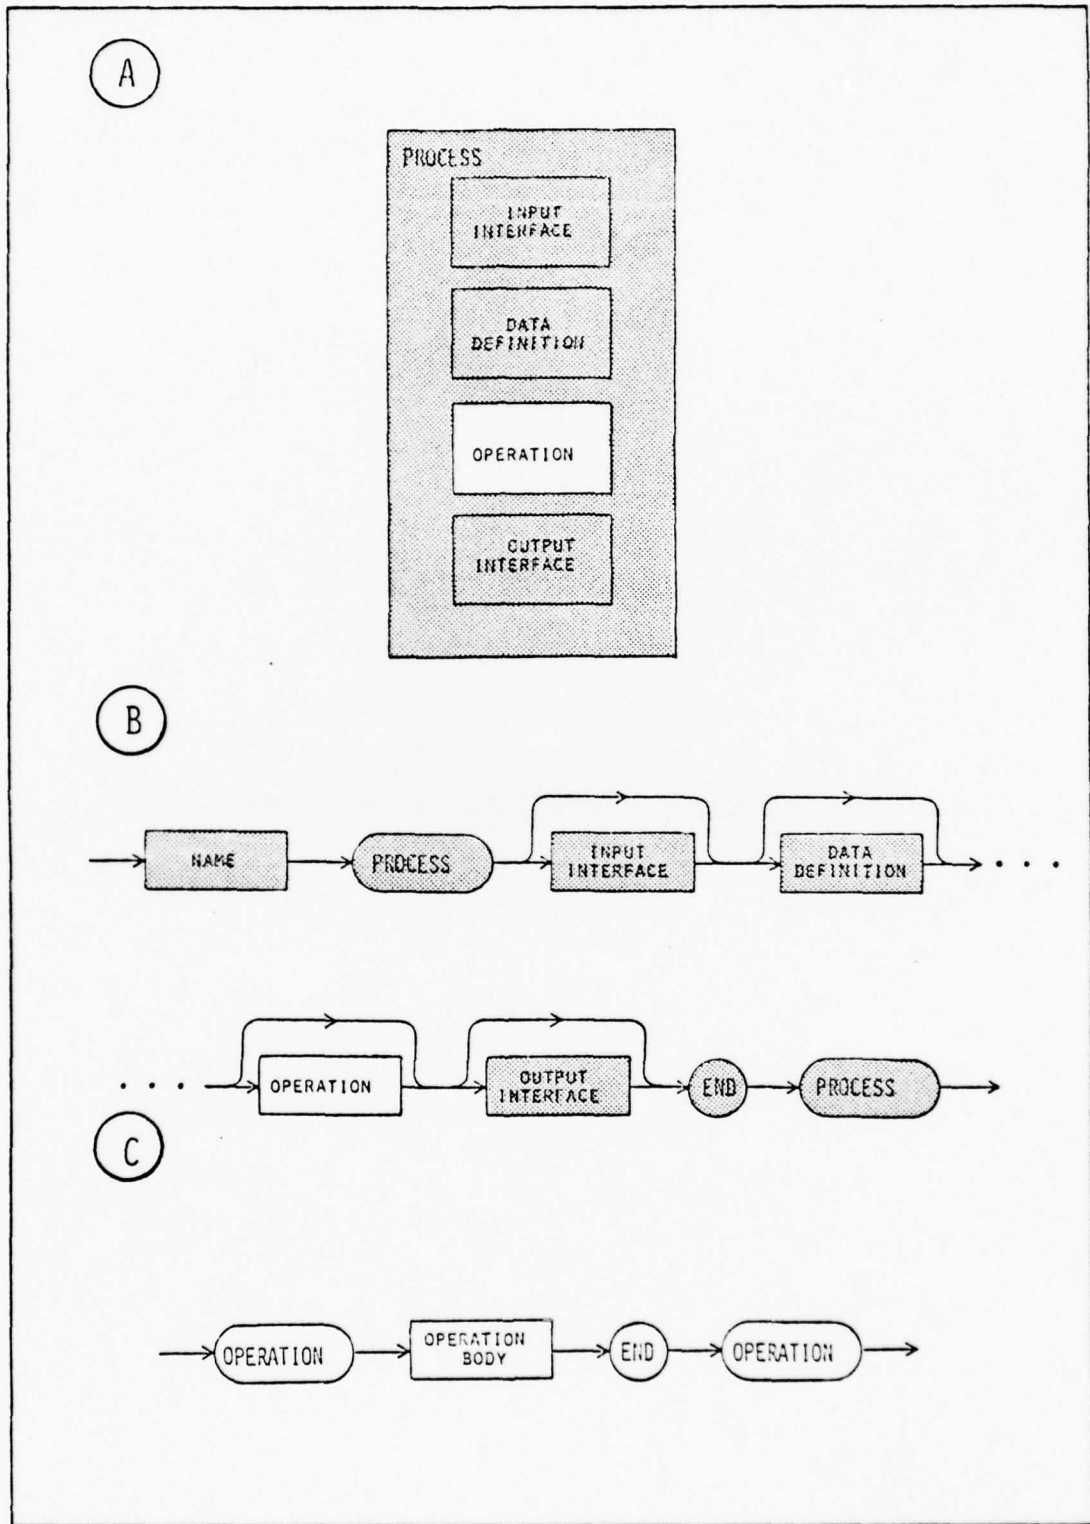 A
PROCESS
INPUT
INTERFACE
DATA
DEFINITION
OPERATION
OUTPUT
INTERFACE
B
NAME
PROCESS
INPUT
INTERFACE
DATA
DEFINITION
. . .
. . .
OPERATION
OUTPUT
INTERFACE
END
PROCESS
C
OPERATION
OPERATION
BODY
END
OPERATION